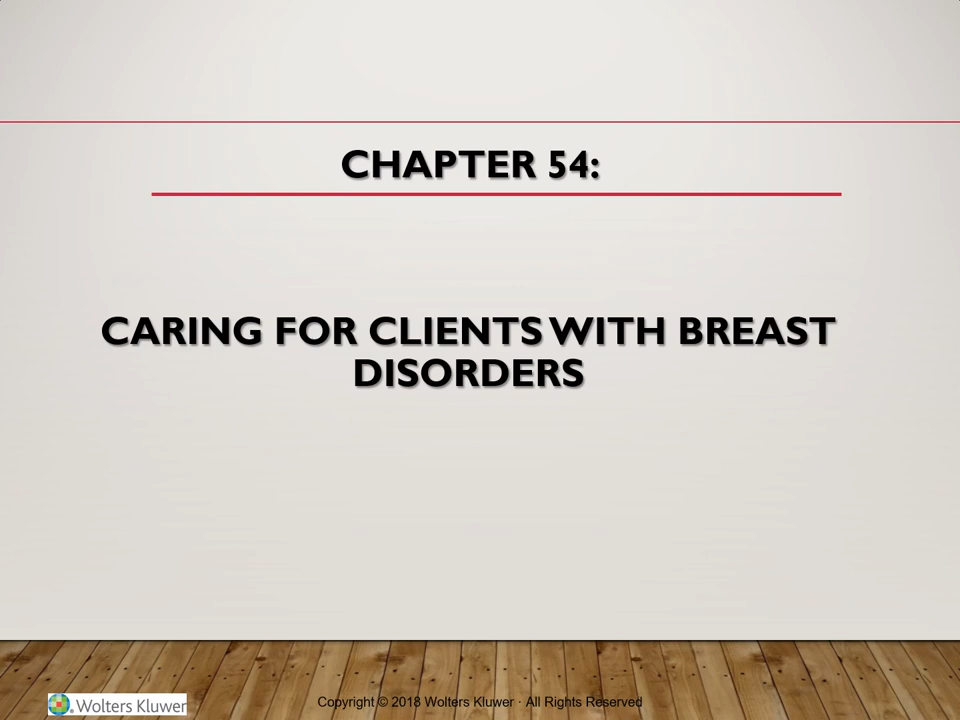 CHAPTER 54:
CARING FOR CLIENTS WITH BREAST
DISORDERS
Wolters Kluwer
Copyright © 2018 Wolters Kluwer · All Rights Reserved